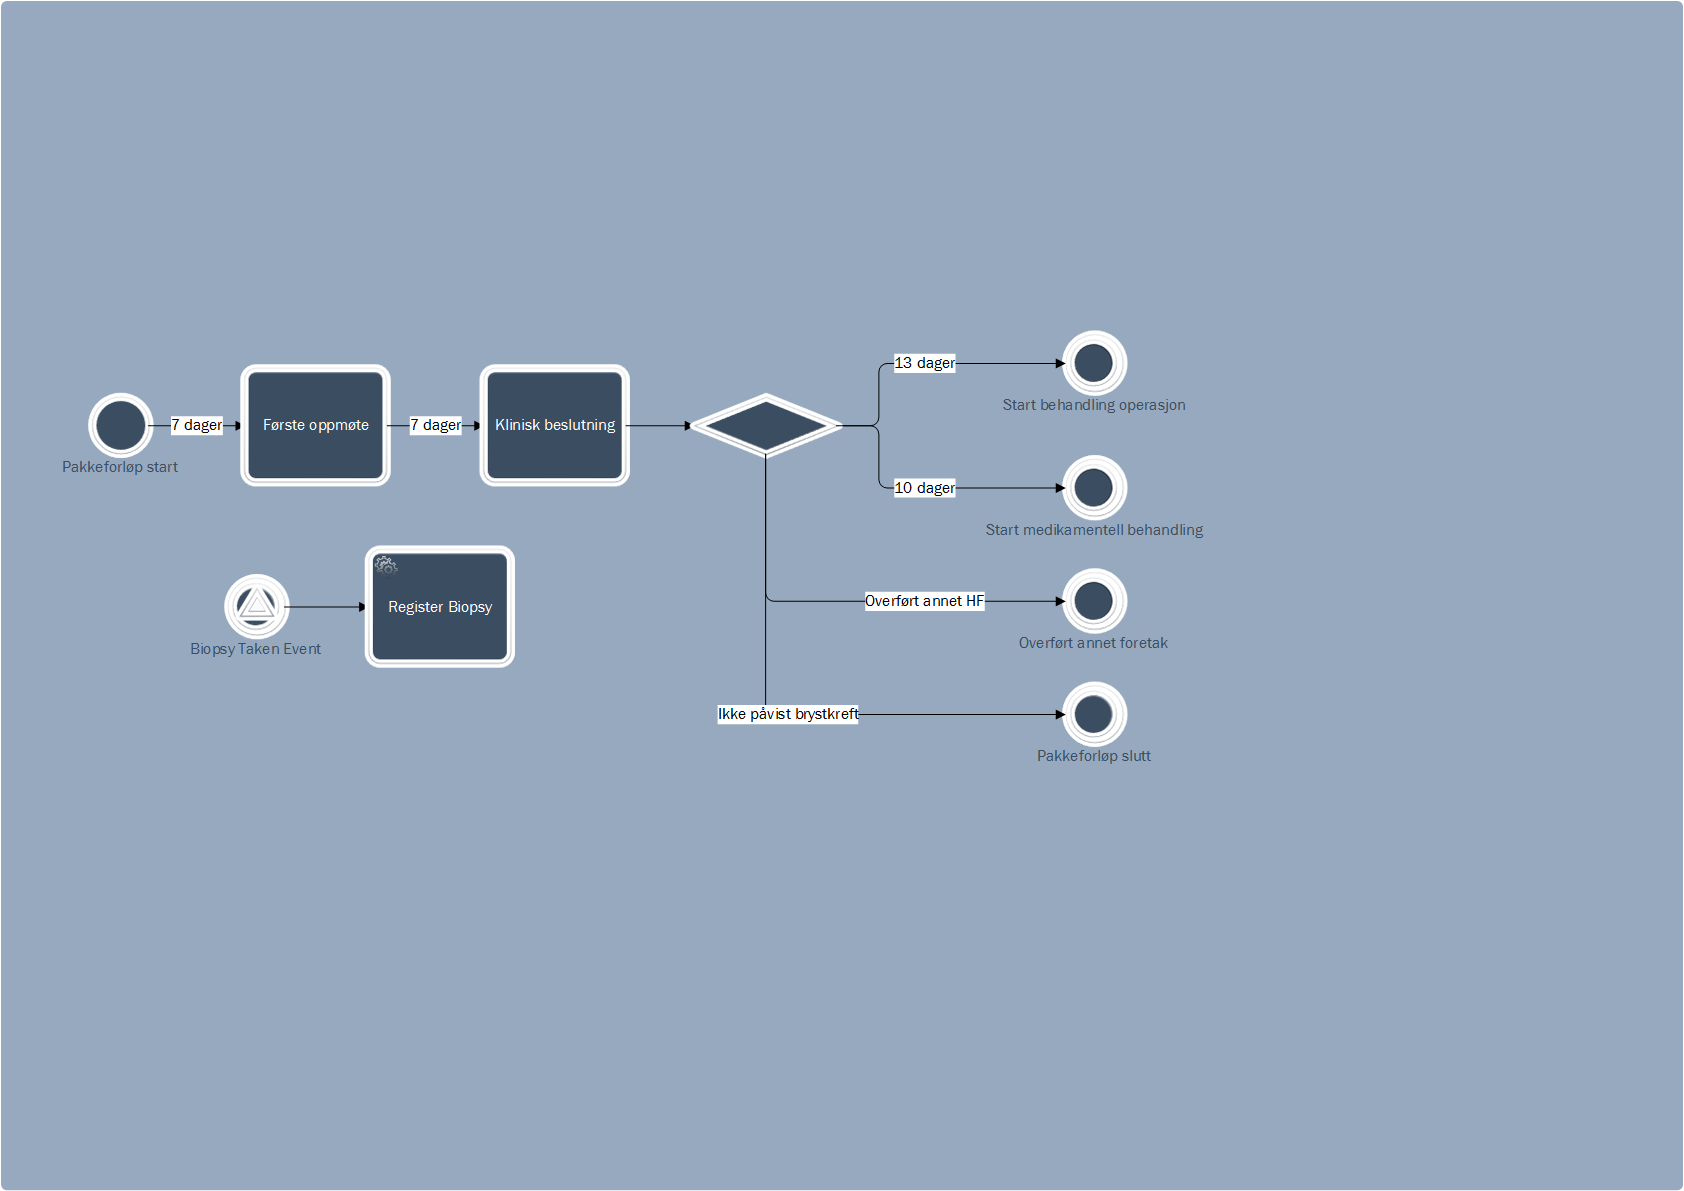 13 dager
Start behandling operasjon
7 dager
Første oppmøte
7 dager
Klinisk beslutning
Pakkeforløp start
10 dager
Start medikamentell behandling
Register Biopsy
Biopsy Taken Event
Overført annet HF
Overført annet foretak
Ikke påvist brystkreft
Pakkeforløp slutt